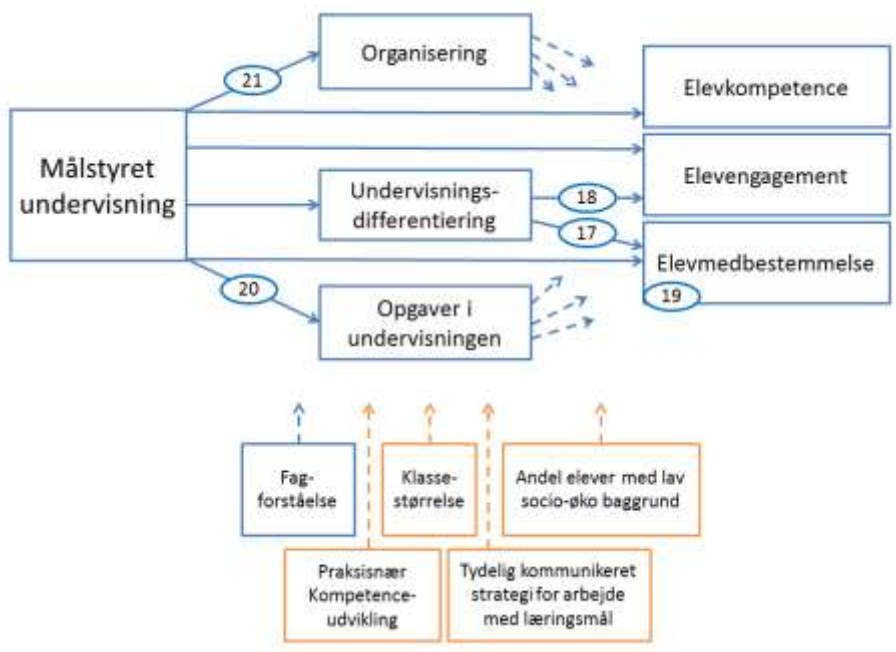 Organisering
21
Elevkompetence
Målstyret
undervisning
Elevengagement
Undervisnings-
differentiering
18
17
Elevmedbestemmelse
19
20
Opgaver i
undervisningen
Fag-
forståelse
Klasse-
størrelse
Andel elever med lav
socio-øko baggrund
Praksisnær
Kompetence-
udvikling
Tydelig kommunikeret
strategi for arbejde
med læringsmål